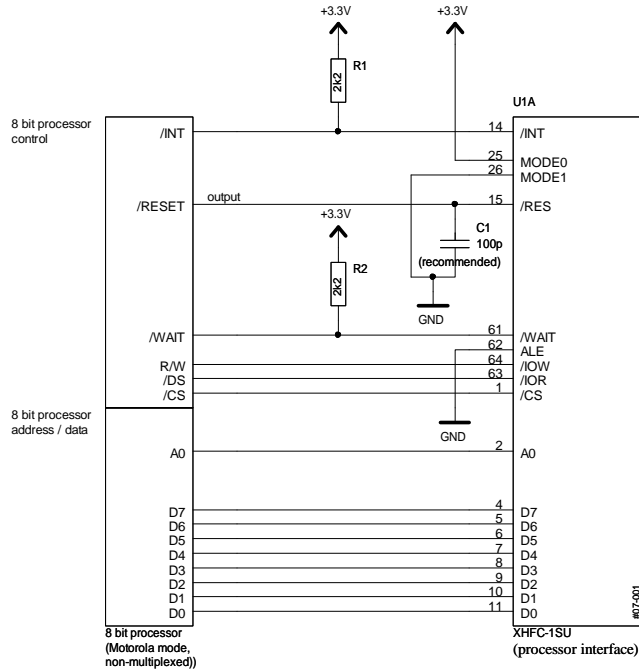 +3.3V +3.3V
R1
2k2
U1A
8 bit processor
control
/INT 14 /INT
25 MODE0
26 MODE1
/RESET output 15 /RES
+3.3V
C1
100p
(recommended)
R2
2k2
GND
/WAIT 61 /WAIT
62 ALE
R/W 64 /IOW
/DS 63 /IOR
/CS 1 /CS
8 bit processor
address / data
GND
A0 2 A0
D7 4 D7
D6 5 D6
D5 6 D5
D4 7 D4
D3 8 D3
D2 9 D2
D1 10 D1
D0 11 D0
#07-001
8 bit processor
(Motorola mode,
non-multiplexed))
XHFC-1SU
(processor interface)